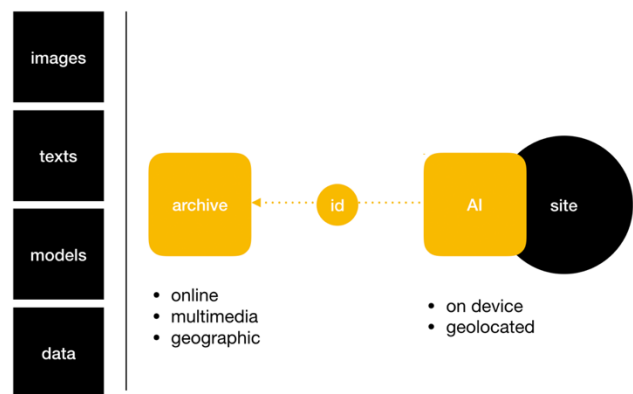 images
texts
models
data
archive
id
AI
site
• online
• multimedia
• geographic
• on device
• geolocated